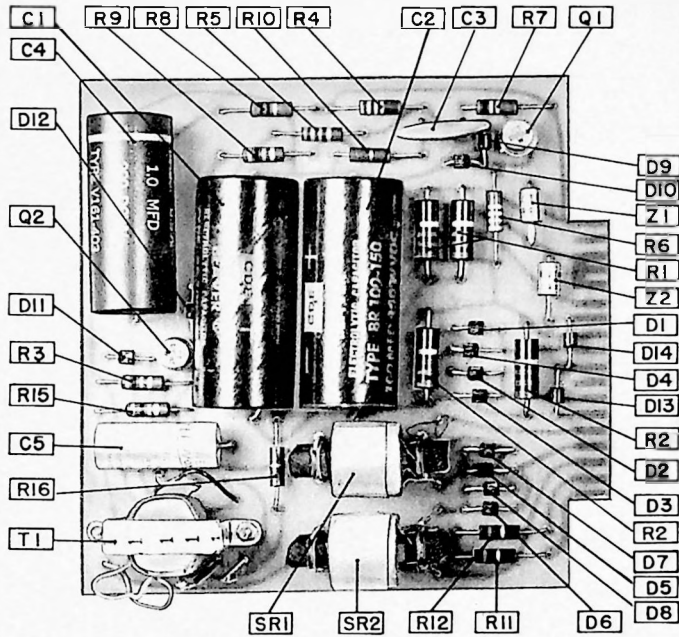 C1 R9 R8 R5 R10 R4 C2 C3 R7 Q1
C4
D12
Q2
D11
R3
R15
C5
R16
T1
D9
D10
Z1
R6
R1
Z2
D1
D14
D4
D13
R2
D2
D3
R2
D7
D5
D8
SR1 SR2 R12 R11 D6
1.0 MFD
ELECTROLYTIC CAPACITOR
TYPE BR 100-150